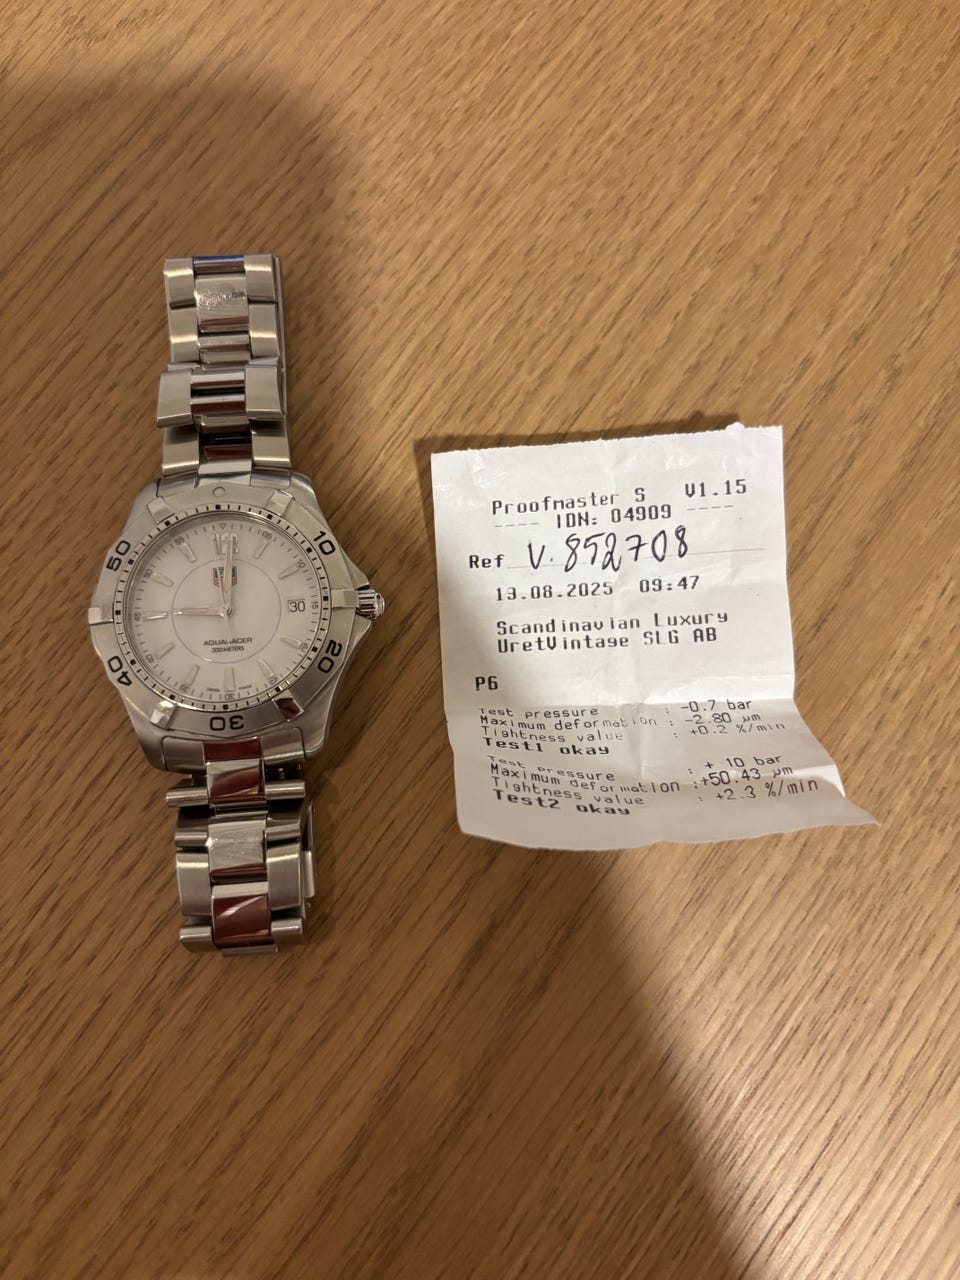 10
20
30
40
50
AQUARACER
300 METERS
30
Proofmaster S V1.15
---- IDN: 04909 ----
Ref V. 852708
19.08.2025 09:47
Scandinavian Luxury
UretVintage SLG AB
P6
Test pressure : -0.7 bar
Maximum deformation : -2.80 µm
Tightness value : +0.2 %/min
Test1 okay
Test pressure : + 10 bar
Maximum deformation :+50.43 µm
Tightness value : +2.3 %/min
Test2 okay